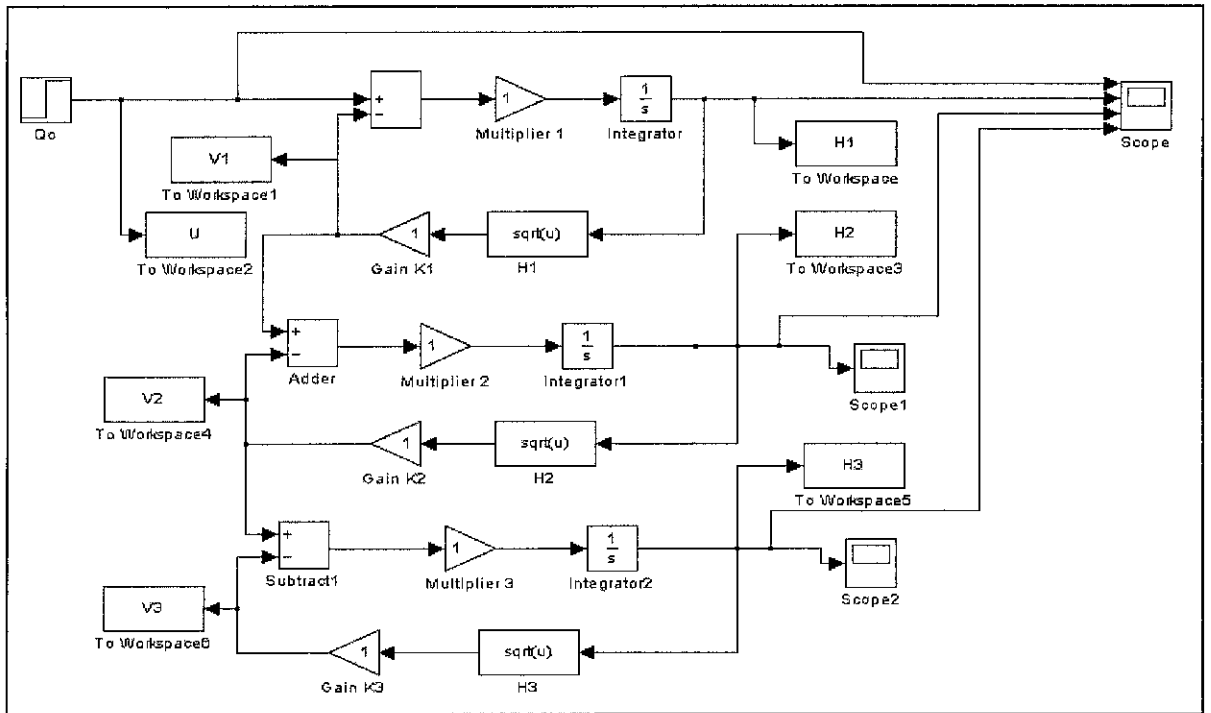 Qo
+
−
1
Multiplier 1
1
s
Integrator
Scope
V1
To Workspace1
H1
To Workspace
U
To Workspace2
1
Gain K1
sqrt(u)
H1
H2
To Workspace3
+
−
Adder
1
Multiplier 2
1
s
Integrator1
Scope1
V2
To Workspace4
1
Gain K2
sqrt(u)
H2
H3
To Workspace5
+
−
Subtract1
1
Multiplier 3
1
s
Integrator2
Scope2
V3
To Workspace6
1
Gain K3
sqrt(u)
H3